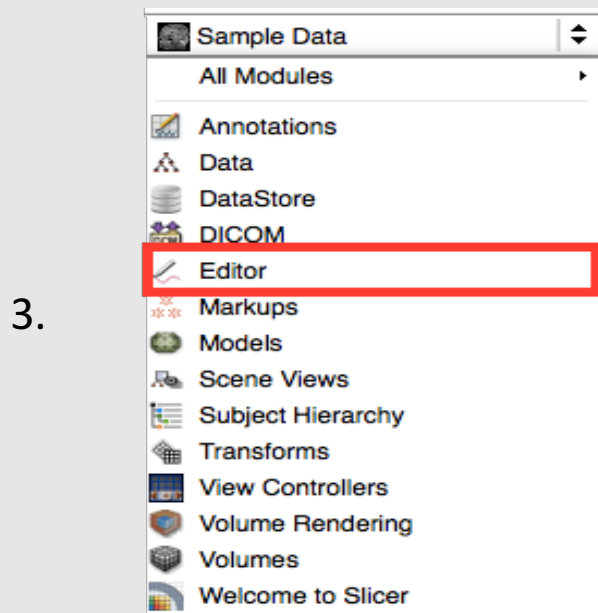 Sample Data
All Modules
Annotations
Data
DataStore
DICOM
Editor
3.
Markups
Models
Scene Views
Subject Hierarchy
Transforms
View Controllers
Volume Rendering
Volumes
Welcome to Slicer